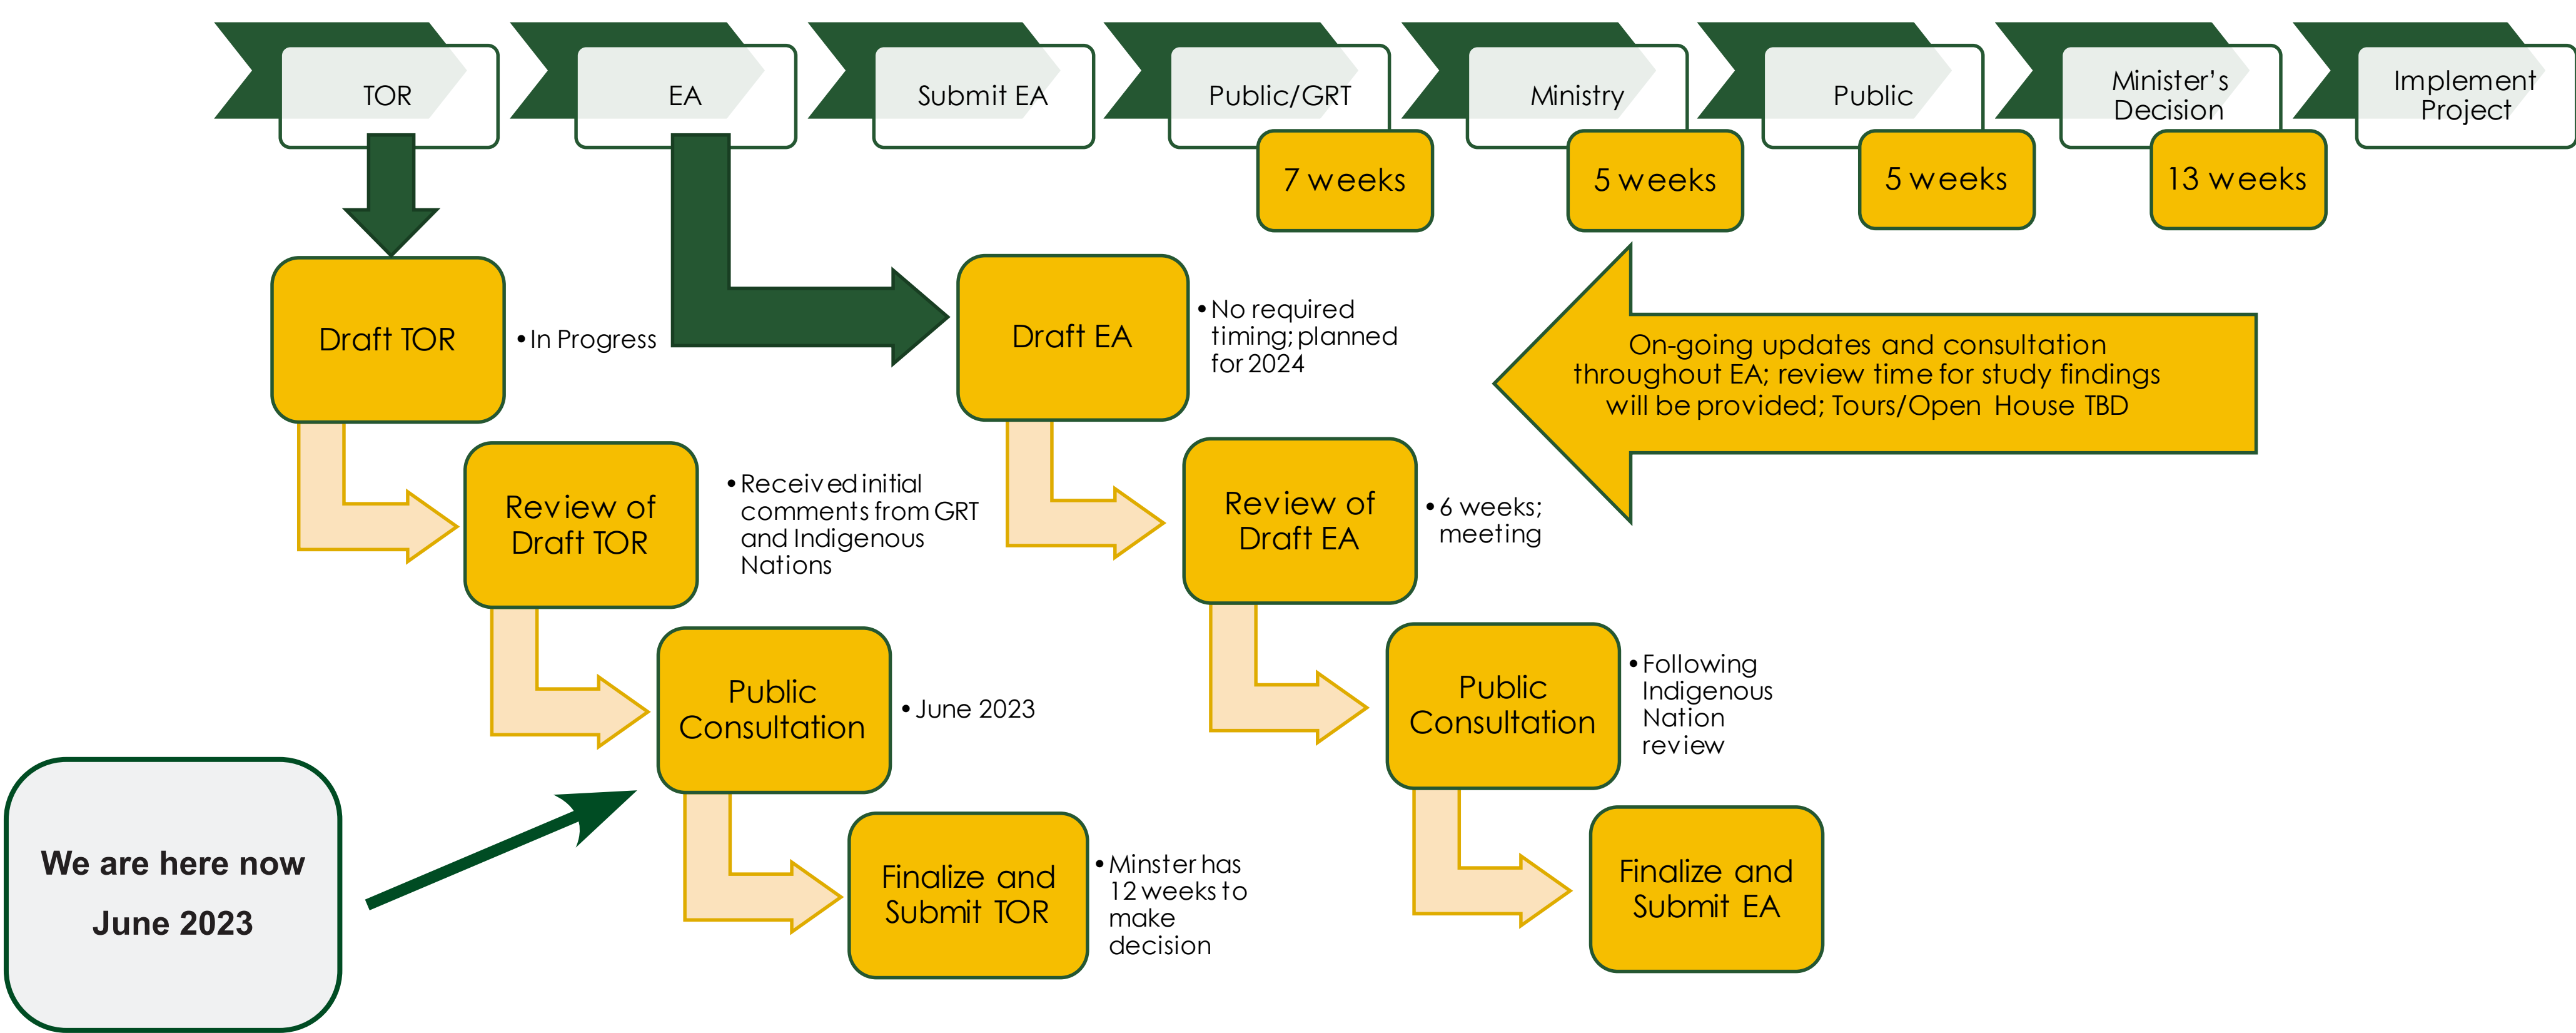 TOR
EA
Submit EA
Public/GRT
Ministry
Public
Minister's
Decision
Implement
Project
7 weeks
5 weeks
5 weeks
13 weeks
Draft TOR
• In Progress
Draft EA
• No required
timing; planned
for 2024
On-going updates and consultation
throughout EA; review time for study findings
will be provided; Tours/Open House TBD
Review of
Draft TOR
• Received initial
comments from GRT
and Indigenous
Nations
Review of
Draft EA
• 6 weeks;
meeting
Public
Consultation
• June 2023
Public
Consultation
• Following
Indigenous
Nation
review
We are here now
June 2023
Finalize and
Submit TOR
• Minster has
12 weeks to
make
decision
Finalize and
Submit EA